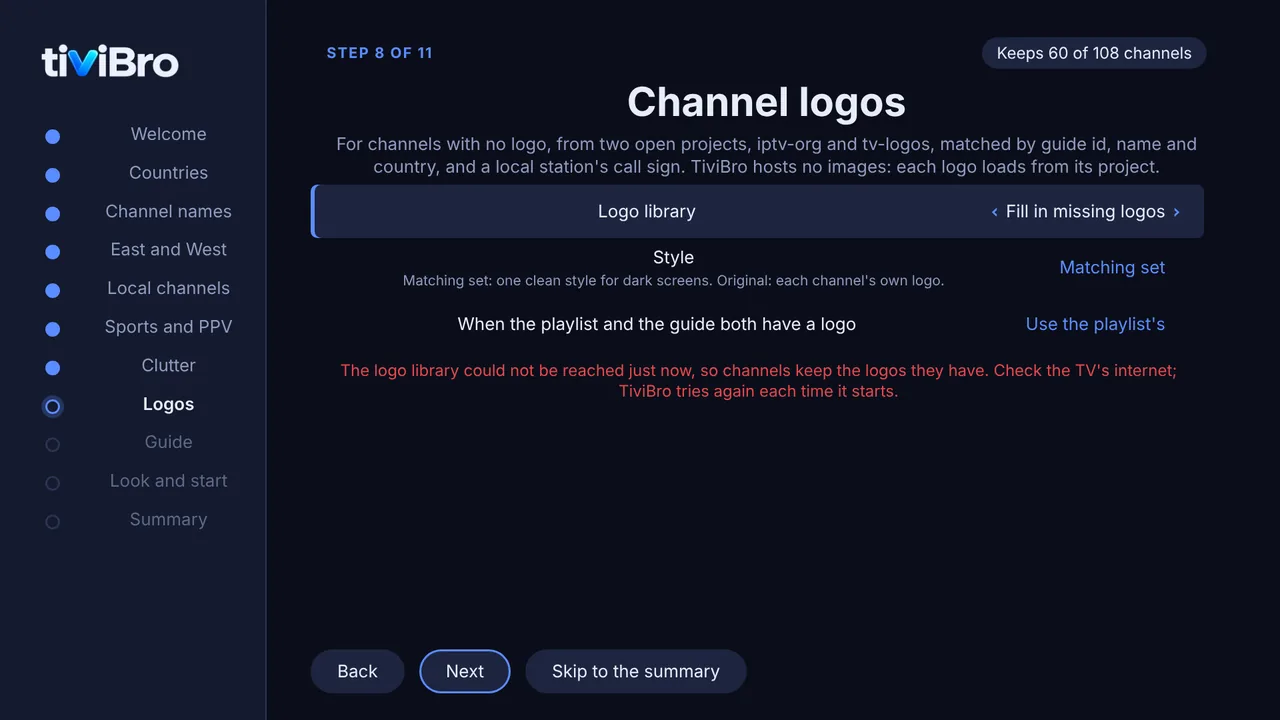 tiviBro
Welcome
Countries
Channel names
East and West
Local channels
Sports and PPV
Clutter
Logos
Guide
Look and start
Summary
STEP 8 OF 11
Keeps 60 of 108 channels
Channel logos
For channels with no logo, from two open projects, iptv-org and tv-logos, matched by guide id, name and
country, and a local station's call sign. TiviBro hosts no images: each logo loads from its project.
Logo library
‹ Fill in missing logos ›
Style
Matching set: one clean style for dark screens. Original: each channel's own logo.
Matching set
When the playlist and the guide both have a logo
Use the playlist's
The logo library could not be reached just now, so channels keep the logos they have. Check the TV's internet;
TiviBro tries again each time it starts.
Back
Next
Skip to the summary